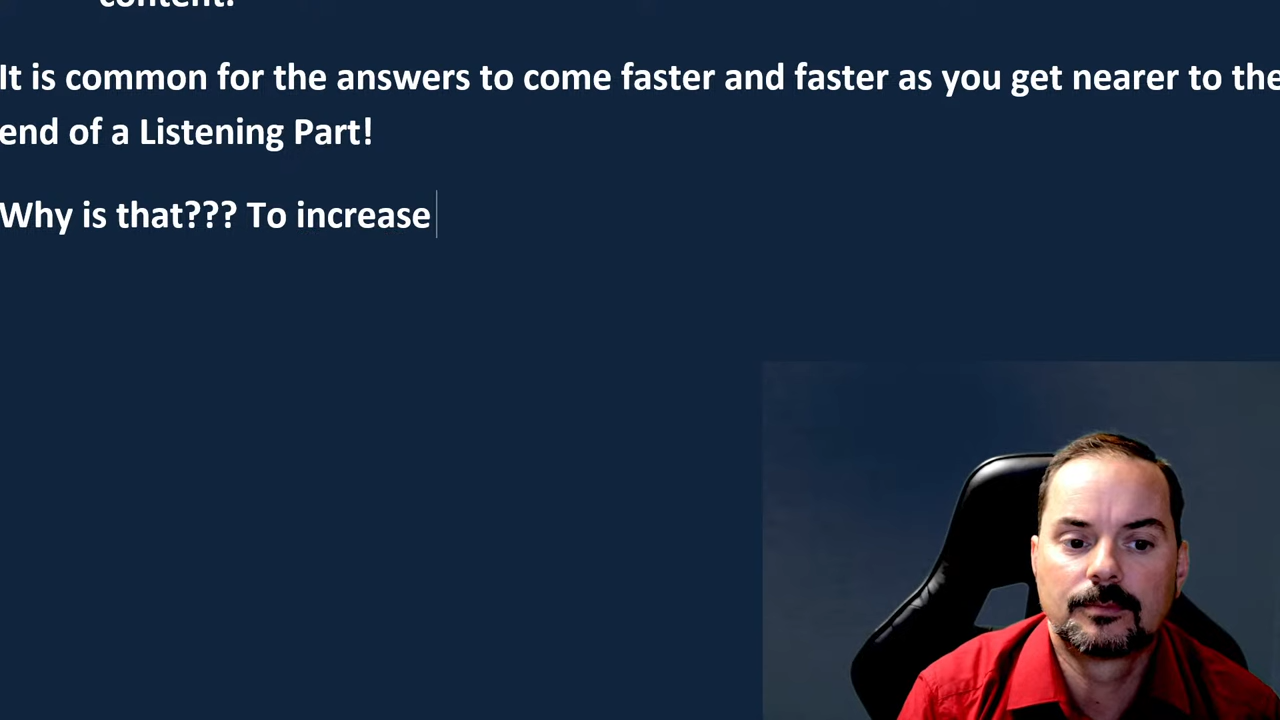 content.
It is common for the answers to come faster and faster as you get nearer to the
end of a Listening Part!
Why is that??? To increase